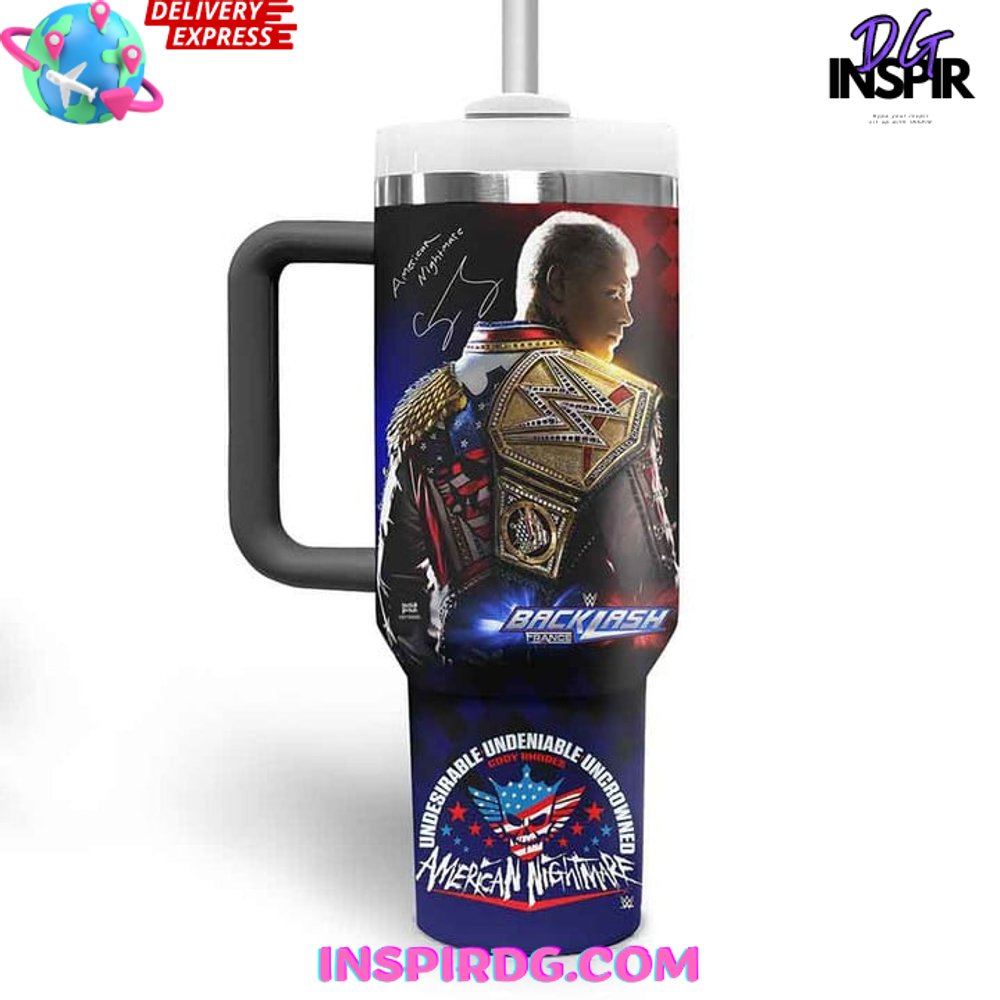 DELIVERY
EXPRESS
DG
INSPIR
American
Nightmare
BACKLASH
FRANCE
UNDESIRABLE UNDENIABLE UNCROWNED
CODY RHODES
AMERICAN NIGHTMARE
INSPIRDG.COM